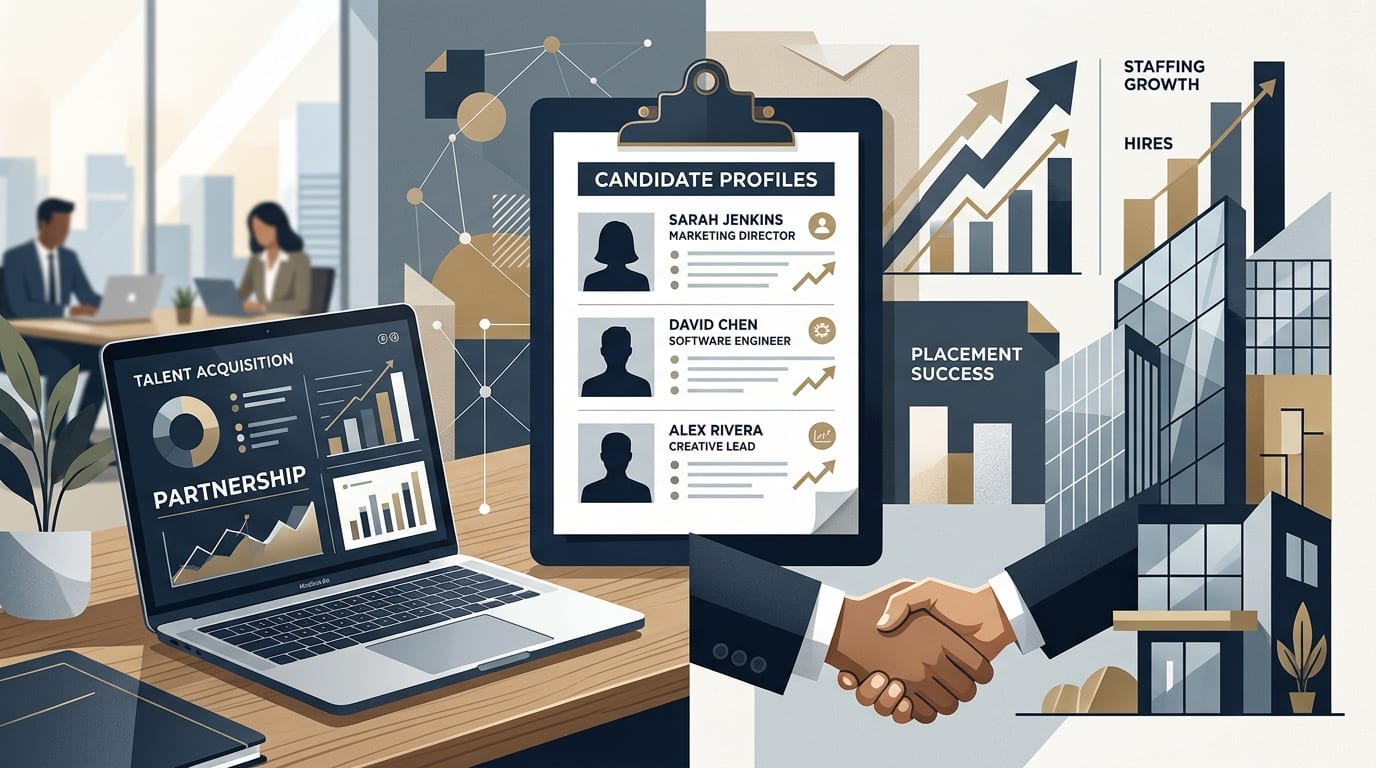 TALENT ACQUISITION
PARTNERSHIP
CANDIDATE PROFILES
SARAH JENKINS
MARKETING DIRECTOR
DAVID CHEN
SOFTWARE ENGINEER
ALEX RIVERA
CREATIVE LEAD
STAFFING
GROWTH
HIRES
PLACEMENT
SUCCESS